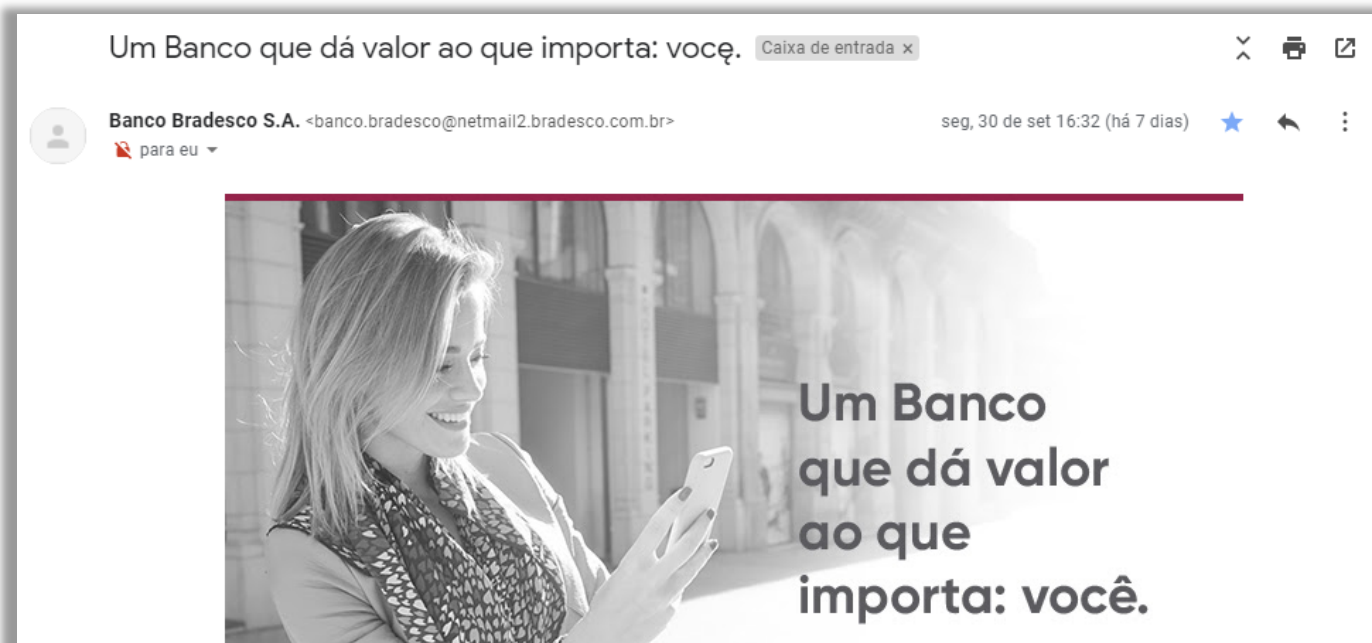 Um Banco que dá valor ao que importa: vocę. Caixa de entrada ×
Banco Bradesco S.A. <banco.bradesco@netmail2.bradesco.com.br> seg, 30 de set 16:32 (há 7 dias)
para eu
Um Banco
que dá valor
ao que
importa: você.